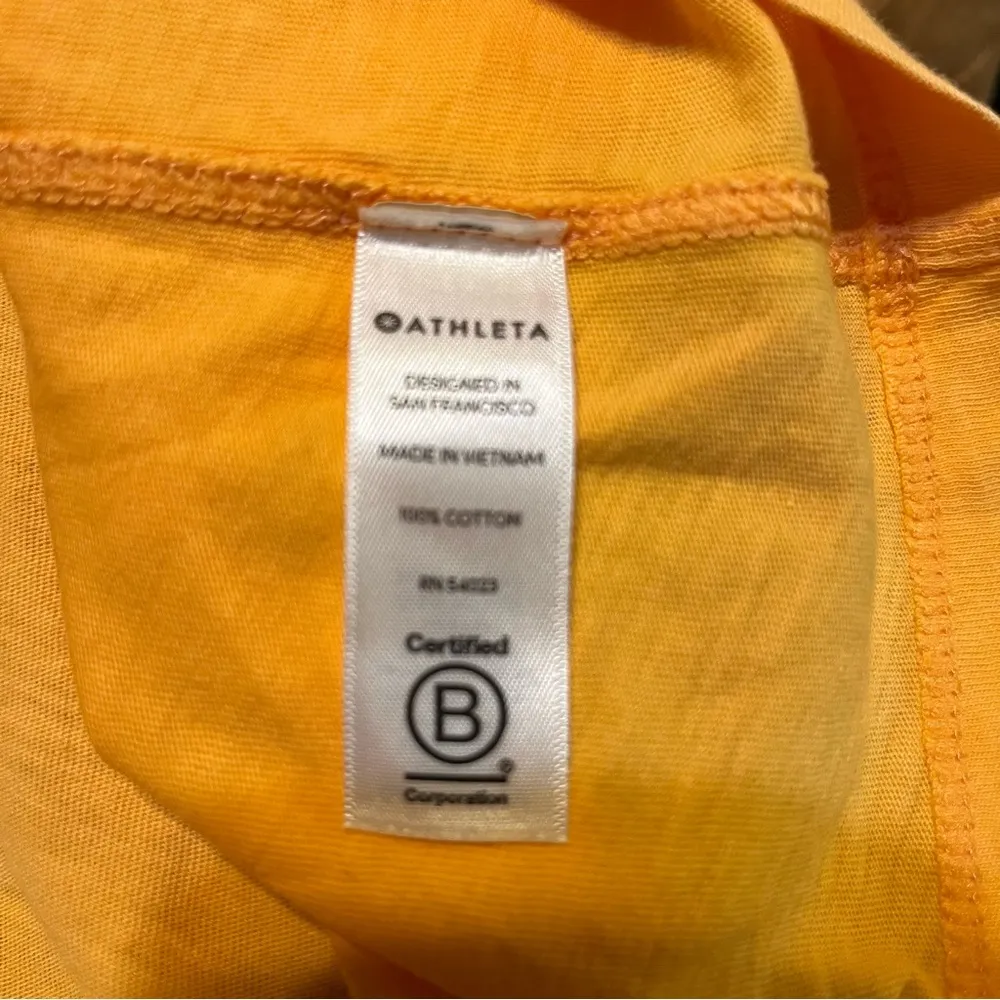 ATHLETA
DESIGNED IN
SAN FRANCISCO
MADE IN VIETNAM
100% COTTON
RN 54023
Certified
B
®
Corporation